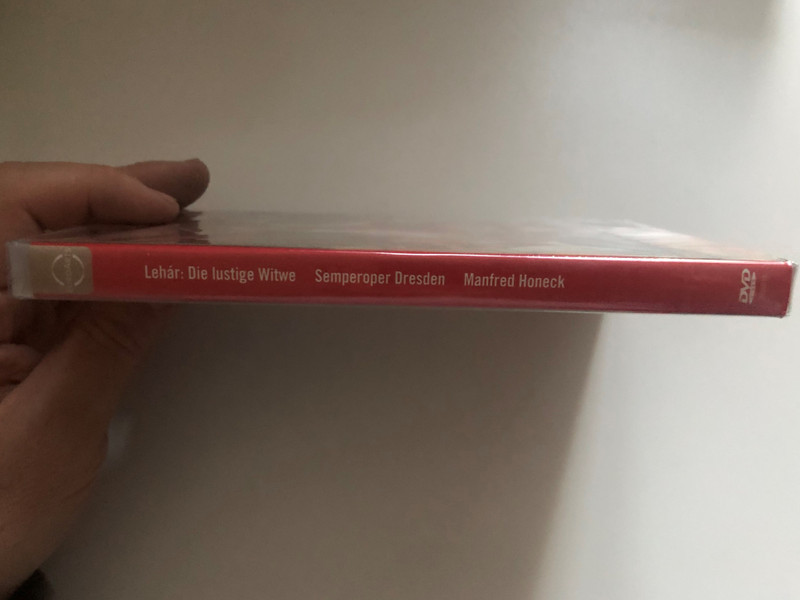 Lehár: Die lustige Witwe Semperoper Dresden Manfred Honeck DVD